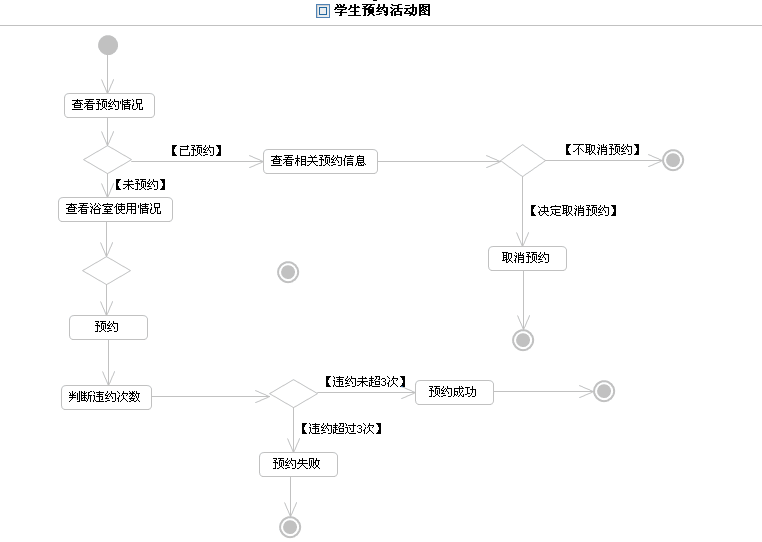 学生预约活动图
查看预约情况
【已预约】
查看相关预约信息
【不取消预约】
【未预约】
查看浴室使用情况
【决定取消预约】
取消预约
预约
判断违约次数
【违约未超3次】
预约成功
【违约超过3次】
预约失败